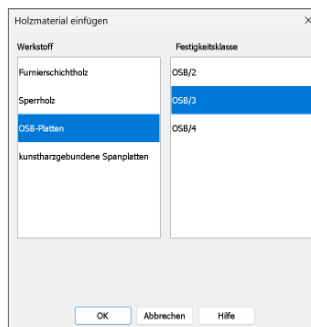 Holzmaterial einfügen
Werkstoff
Furnierschichtholz
Sperrholz
OSB-Platten
kunstharzgebundene Spanplatten
Festigkeitsklasse
OSB/2
OSB/3
OSB/4
OK Abbrechen Hilfe